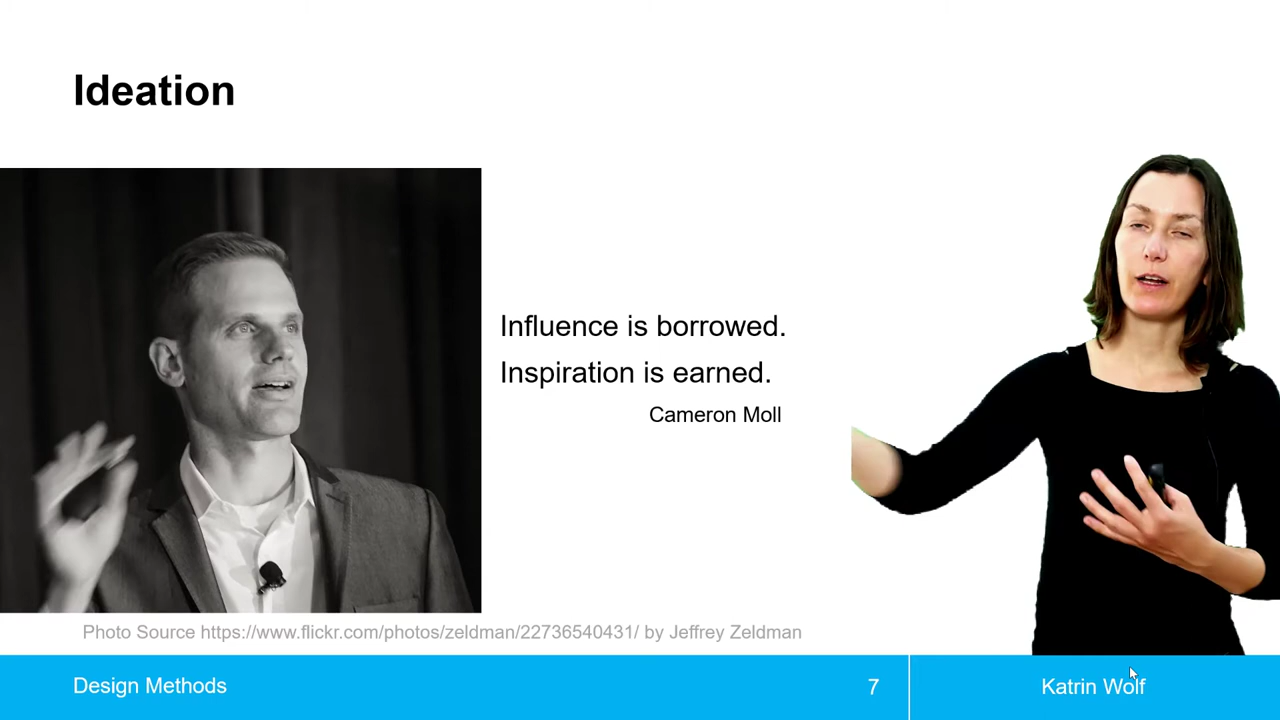 Ideation
Influence is borrowed.
Inspiration is earned.
Cameron Moll
Photo Source https://www.flickr.com/photos/zeldman/22736540431/ by Jeffrey Zeldman
Design Methods
7
Katrin Wolf